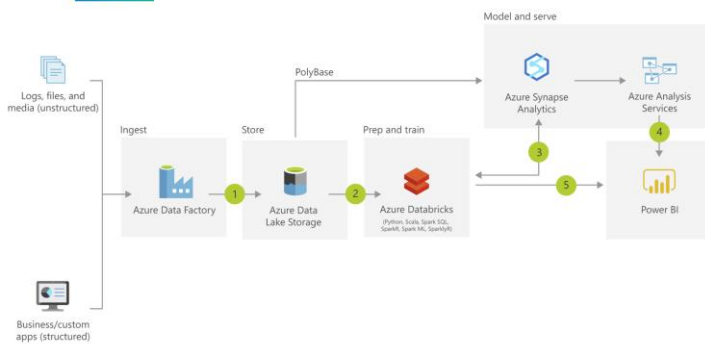 Model and serve
PolyBase
Logs, files, and
media (unstructured)
Azure Synapse
Analytics
Azure Analysis
Services
Ingest
Store
Prep and train
3
4
1
2
5
Azure Data Factory
Azure Data
Lake Storage
Azure Databricks
(Python, Scala, Spark SQL,
SparkR, Spark ML, SparklyR)
Power BI
Business/custom
apps (structured)